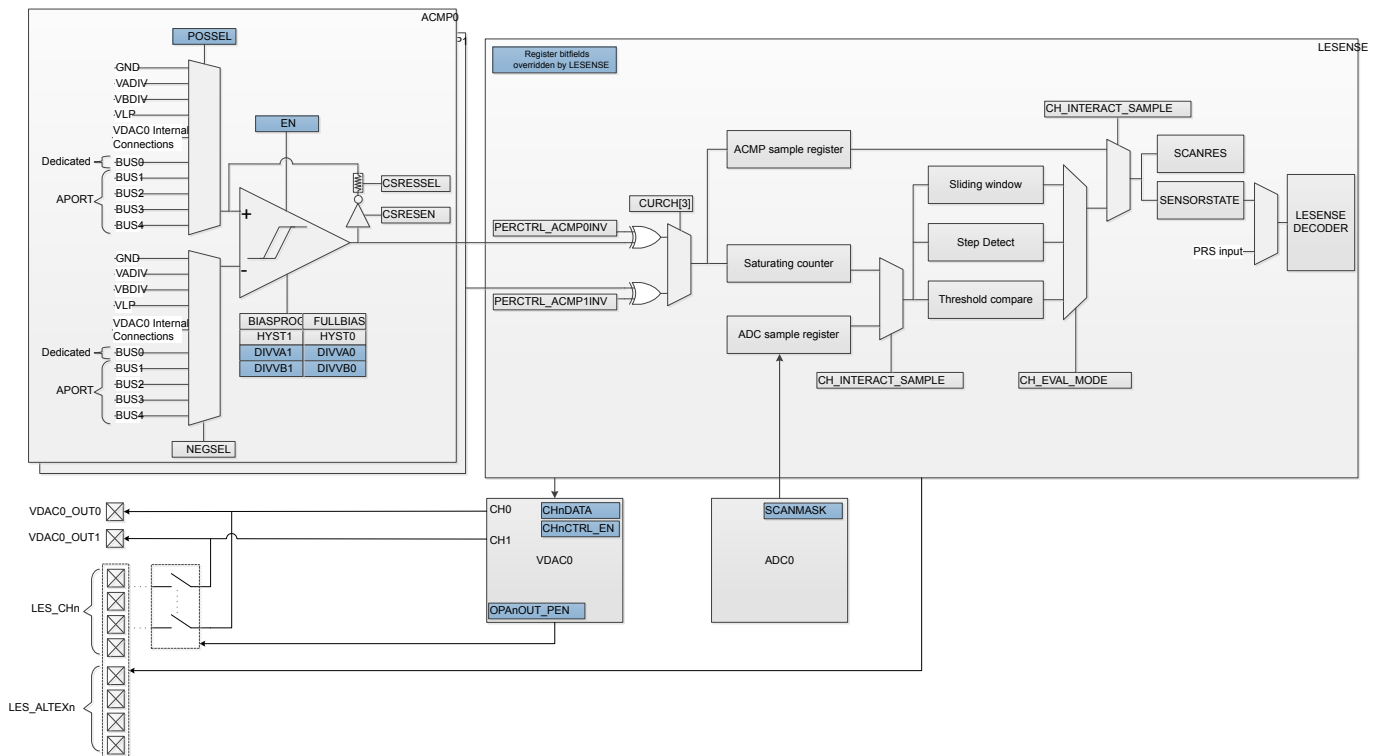 ACMP0
P1
POSSEL
GND
VADIV
VBDIV
VLP
VDAC0 Internal
Connections
Dedicated
BUS0
BUS1
APORT
BUS2
BUS3
BUS4
EN
CSRESSEL
CSRESEN
+
-
GND
VADIV
VBDIV
VLP
VDAC0 Internal
Connections
Dedicated
BUS0
BUS1
APORT
BUS2
BUS3
BUS4
NEGSEL
BIASPROG FULLBIAS
HYST1 HYST0
DIVVA1 DIVVA0
DIVVB1 DIVVB0
LESENSE
Register bitfields
overridden by LESENSE
PERCTRL_ACMP0INV
PERCTRL_ACMP1INV
CURCH[3]
ACMP sample register
Saturating counter
ADC sample register
CH_INTERACT_SAMPLE
Sliding window
Step Detect
Threshold compare
CH_EVAL_MODE
CH_INTERACT_SAMPLE
SCANRES
SENSORSTATE
PRS input
LESENSE
DECODER
VDAC0_OUT0
VDAC0_OUT1
LES_CHn
LES_ALTEXn
CH0
CH1
CHnDATA
CHnCTRL_EN
VDAC0
OPAnOUT_PEN
SCANMASK
ADC0